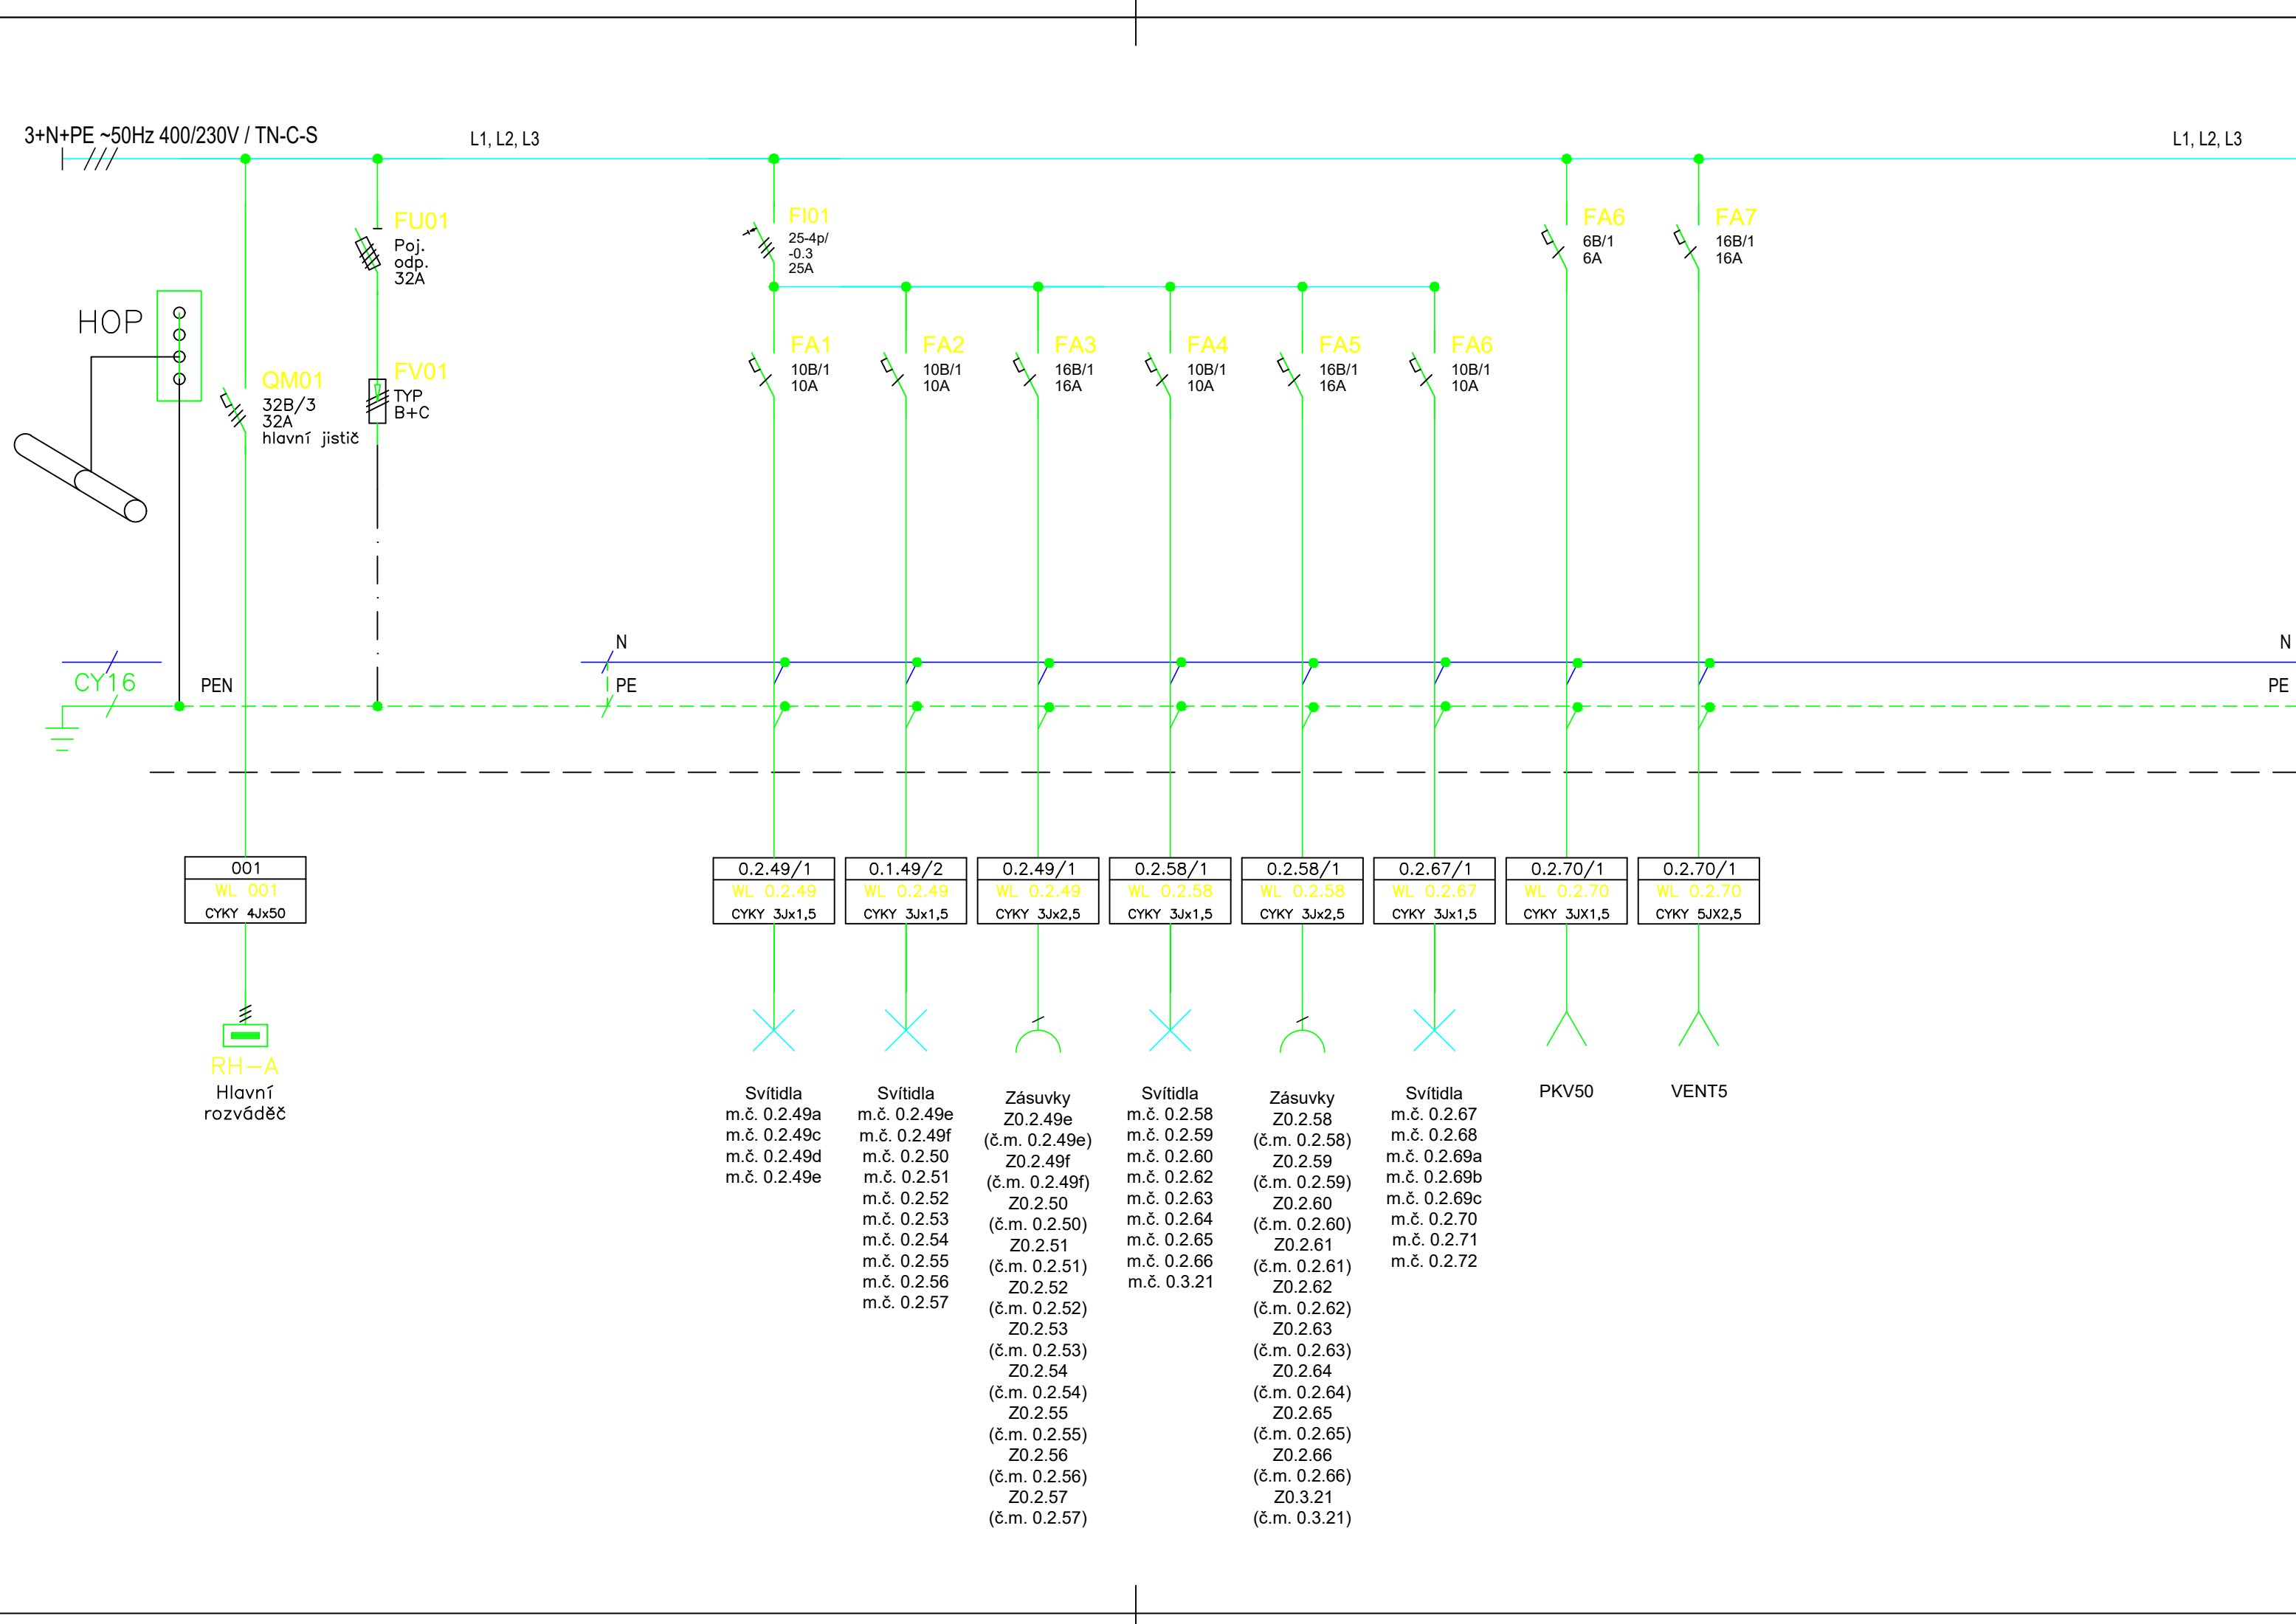 3+N+PE ~50Hz 400/230V / TN-C-S
L1, L2, L3
L1, L2, L3
FU01
Poj.
odp.
32A
FI01
25-4p/
-0.3
25A
FA6
6B/1
6A
FA7
16B/1
16A
HOP
QM01
32B/3
32A
hlavní jistič
FV01
TYP
B+C
FA1
10B/1
10A
FA2
10B/1
10A
FA3
16B/1
16A
FA4
10B/1
10A
FA5
16B/1
16A
FA6
10B/1
10A
N
N
CY16
PEN
PE
PE
001
WL 001
CYKY 4Jx50
0.2.49/1
WL 0.2.49
CYKY 3Jx1,5
0.1.49/2
WL 0.2.49
CYKY 3Jx1,5
0.2.49/1
WL 0.2.49
CYKY 3Jx2,5
0.2.58/1
WL 0.2.58
CYKY 3Jx1,5
0.2.58/1
WL 0.2.58
CYKY 3Jx2,5
0.2.67/1
WL 0.2.67
CYKY 3Jx1,5
0.2.70/1
WL 0.2.70
CYKY 3JX1,5
0.2.70/1
WL 0.2.70
CYKY 5JX2,5
RH-A
Hlavní
rozváděč
Svítidla
m.č. 0.2.49a
m.č. 0.2.49c
m.č. 0.2.49d
m.č. 0.2.49e
Svítidla
m.č. 0.2.49e
m.č. 0.2.49f
m.č. 0.2.50
m.č. 0.2.51
m.č. 0.2.52
m.č. 0.2.53
m.č. 0.2.54
m.č. 0.2.55
m.č. 0.2.56
m.č. 0.2.57
Zásuvky
Z0.2.49e
(č.m. 0.2.49e)
Z0.2.49f
(č.m. 0.2.49f)
Z0.2.50
(č.m. 0.2.50)
Z0.2.51
(č.m. 0.2.51)
Z0.2.52
(č.m. 0.2.52)
Z0.2.53
(č.m. 0.2.53)
Z0.2.54
(č.m. 0.2.54)
Z0.2.55
(č.m. 0.2.55)
Z0.2.56
(č.m. 0.2.56)
Z0.2.57
(č.m. 0.2.57)
Svítidla
m.č. 0.2.58
m.č. 0.2.59
m.č. 0.2.60
m.č. 0.2.62
m.č. 0.2.63
m.č. 0.2.64
m.č. 0.2.65
m.č. 0.2.66
m.č. 0.3.21
Zásuvky
Z0.2.58
(č.m. 0.2.58)
Z0.2.59
(č.m. 0.2.59)
Z0.2.60
(č.m. 0.2.60)
Z0.2.61
(č.m. 0.2.61)
Z0.2.62
(č.m. 0.2.62)
Z0.2.63
(č.m. 0.2.63)
Z0.2.64
(č.m. 0.2.64)
Z0.2.65
(č.m. 0.2.65)
Z0.2.66
(č.m. 0.2.66)
Z0.3.21
(č.m. 0.3.21)
Svítidla
m.č. 0.2.67
m.č. 0.2.68
m.č. 0.2.69a
m.č. 0.2.69b
m.č. 0.2.69c
m.č. 0.2.70
m.č. 0.2.71
m.č. 0.2.72
PKV50
VENT5